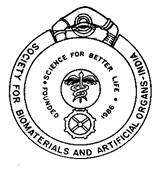 SOCIETY FOR BIOMATERIALS AND ARTIFICIAL ORGANS-INDIA
• SCIENCE FOR BETTER LIFE •
FOUNDED 1986